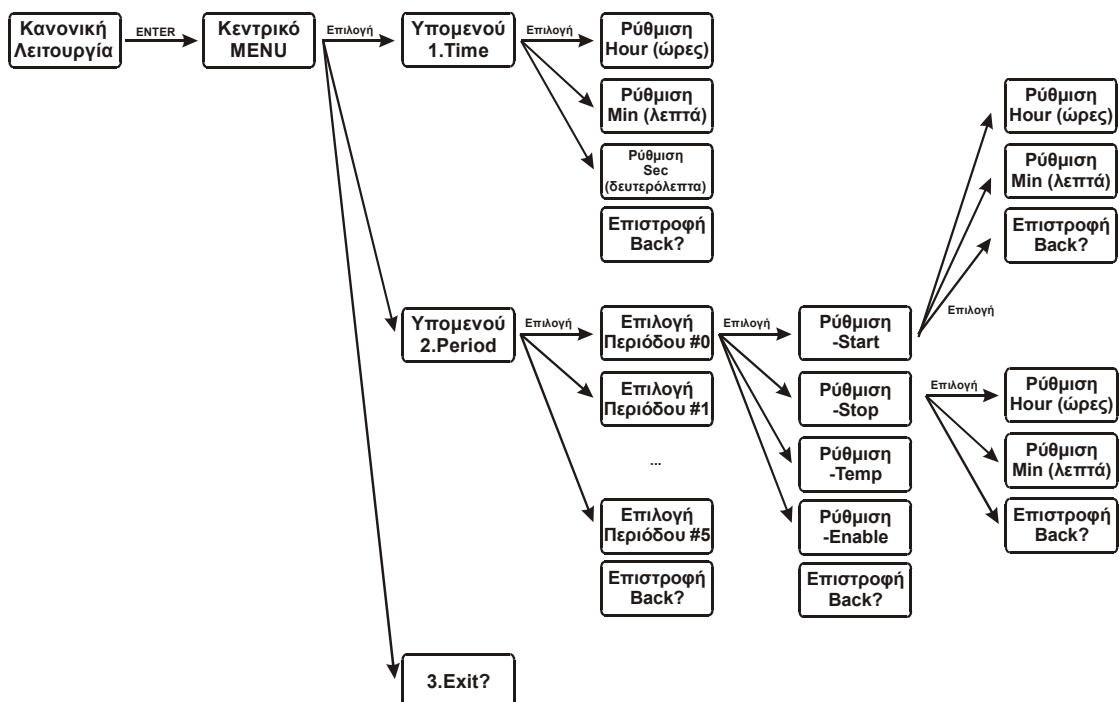 Κανονική
Λειτουργία
ENTER
Κεντρικό
MENU
Επιλογή
Υπομενού
1.Time
Επιλογή
Ρύθμιση
Hour (ώρες)
Ρύθμιση
Min (λεπτά)
Ρύθμιση
Sec
(δευτερόλεπτα)
Επιστροφή
Back?
Υπομενού
2.Period
Επιλογή
Επιλογή
Περιόδου #0
Επιλογή
Περιόδου #1
...
Επιλογή
Περιόδου #5
Επιστροφή
Back?
Επιλογή
Ρύθμιση
-Start
Ρύθμιση
-Stop
Ρύθμιση
-Temp
Ρύθμιση
-Enable
Επιστροφή
Back?
Επιλογή
Ρύθμιση
Hour (ώρες)
Ρύθμιση
Min (λεπτά)
Επιστροφή
Back?
Επιλογή
Ρύθμιση
Hour (ώρες)
Ρύθμιση
Min (λεπτά)
Επιστροφή
Back?
3.Exit?